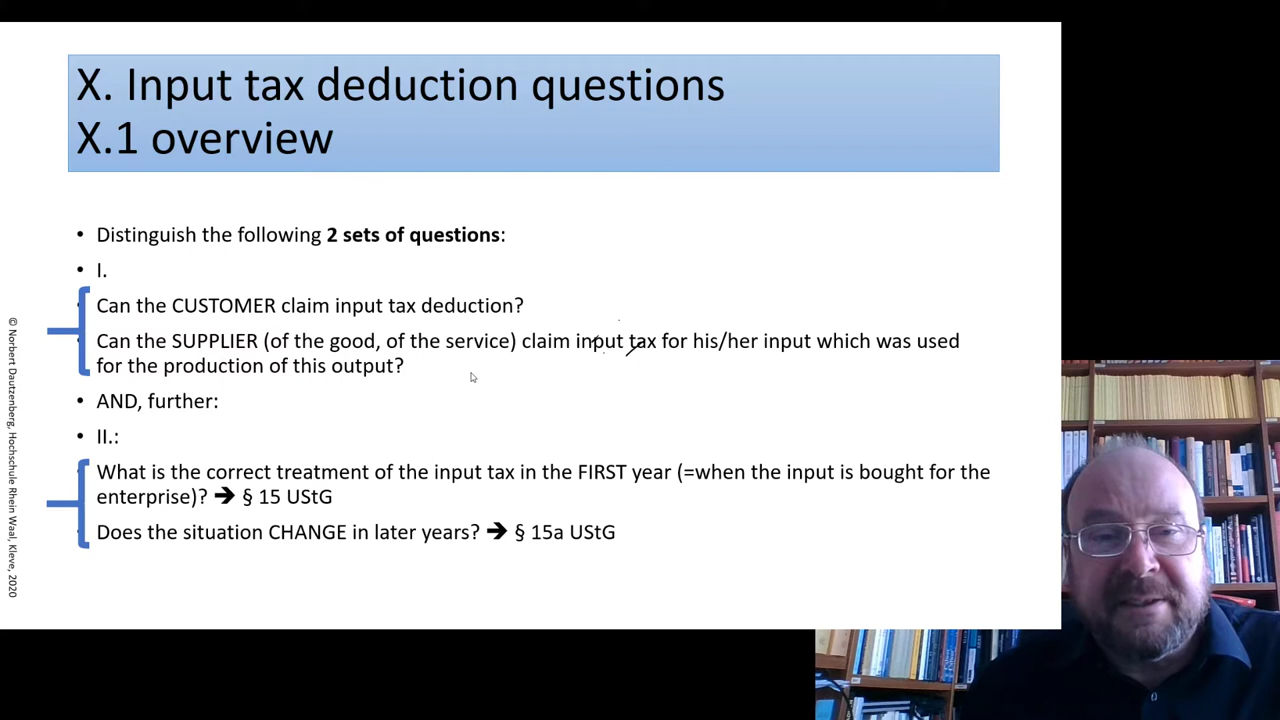 X. Input tax deduction questions
X.1 overview
• Distinguish the following 2 sets of questions:
• I.
Can the CUSTOMER claim input tax deduction?
Can the SUPPLIER (of the good, of the service) claim input tax for his/her input which was used
for the production of this output?
• AND, further:
• II.:
What is the correct treatment of the input tax in the FIRST year (=when the input is bought for the
enterprise)? ➔ § 15 UStG
Does the situation CHANGE in later years? ➔ § 15a UStG
© Norbert Dautzenberg, Hochschule Rhein Waal, Kleve, 2020